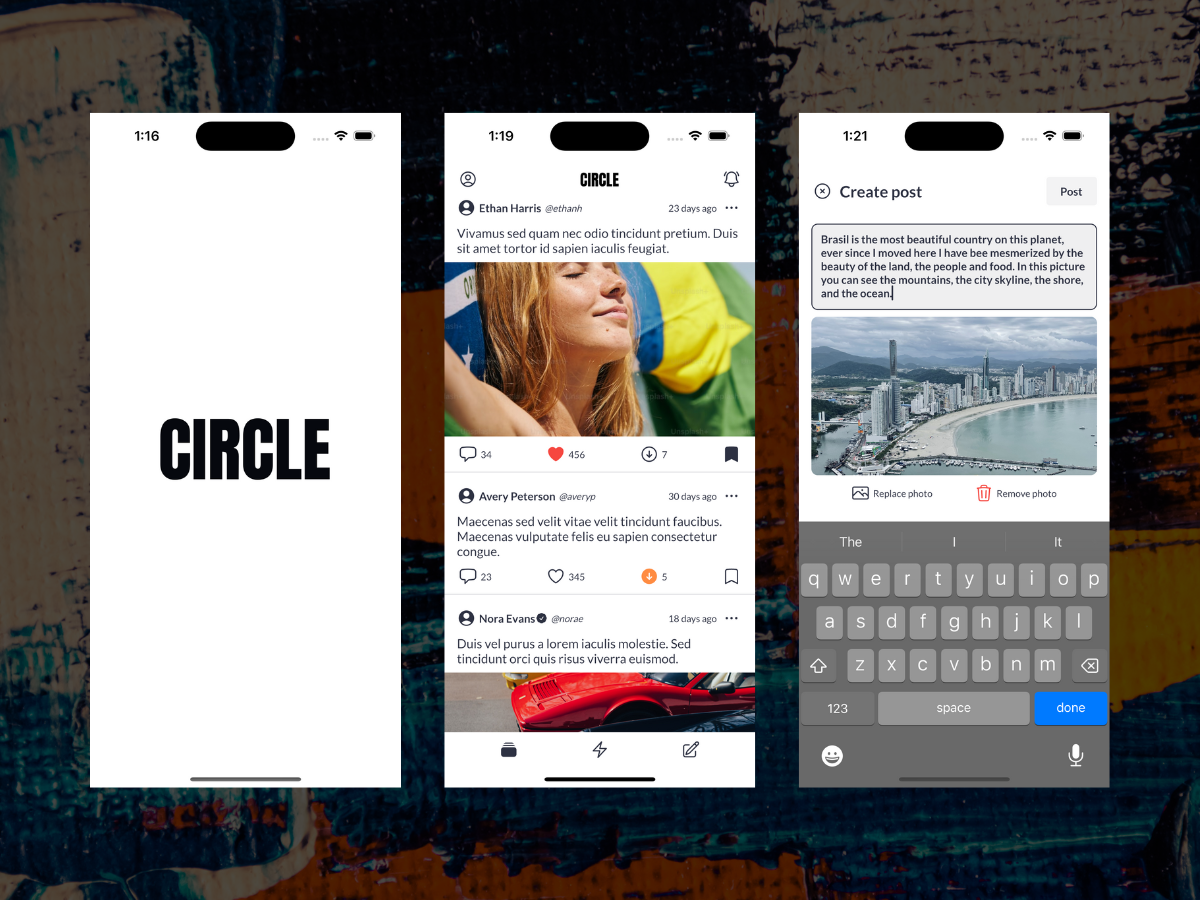 1:16
CIRCLE
1:19
CIRCLE
Ethan Harris @ethanh 23 days ago
Vivamus sed quam nec odio tincidunt pretium. Duis
sit amet tortor id sapien iaculis feugiat.
34 456 7
Avery Peterson @averyp 30 days ago
Maecenas sed velit vitae velit tincidunt faucibus.
Maecenas vulputate felis eu sapien consectetur
congue.
23 345 5
Nora Evans @norae 18 days ago
Duis vel purus a lorem iaculis molestie. Sed
tincidunt orci quis risus viverra euismod.
1:21
Create post Post
Brasil is the most beautiful country on this planet,
ever since I moved here I have bee mesmerized by the
beauty of the land, the people and food. In this picture
you can see the mountains, the city skyline, the shore,
and the ocean.
Replace photo Remove photo
The I It
q w e r t y u i o p
a s d f g h j k l
z x c v b n m
123 space done